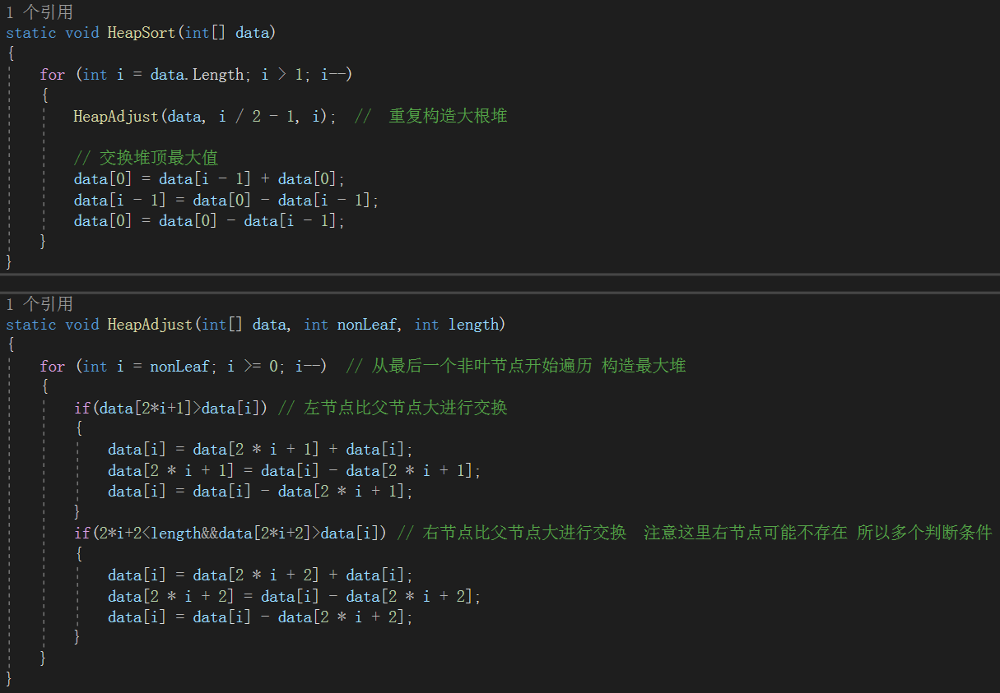 1 个引用
static void HeapSort(int[] data)
{
    for (int i = data.Length; i > 1; i--)
    {
        HeapAdjust(data, i / 2 - 1, i);  //  重复构造大根堆

        // 交换堆顶最大值
        data[0] = data[i - 1] + data[0];
        data[i - 1] = data[0] - data[i - 1];
        data[0] = data[0] - data[i - 1];
    }
}
1 个引用
static void HeapAdjust(int[] data, int nonLeaf, int length)
{
    for (int i = nonLeaf; i >= 0; i--)  // 从最后一个非叶节点开始遍历 构造最大堆
    {
        if(data[2*i+1]>data[i]) // 左节点比父节点大进行交换
        {
            data[i] = data[2 * i + 1] + data[i];
            data[2 * i + 1] = data[i] - data[2 * i + 1];
            data[i] = data[i] - data[2 * i + 1];
        }
        if(2*i+2<length&&data[2*i+2]>data[i]) // 右节点比父节点大进行交换  注意这里右节点可能不存在 所以多个判断条件
        {
            data[i] = data[2 * i + 2] + data[i];
            data[2 * i + 2] = data[i] - data[2 * i + 2];
            data[i] = data[i] - data[2 * i + 2];
        }
    }
}